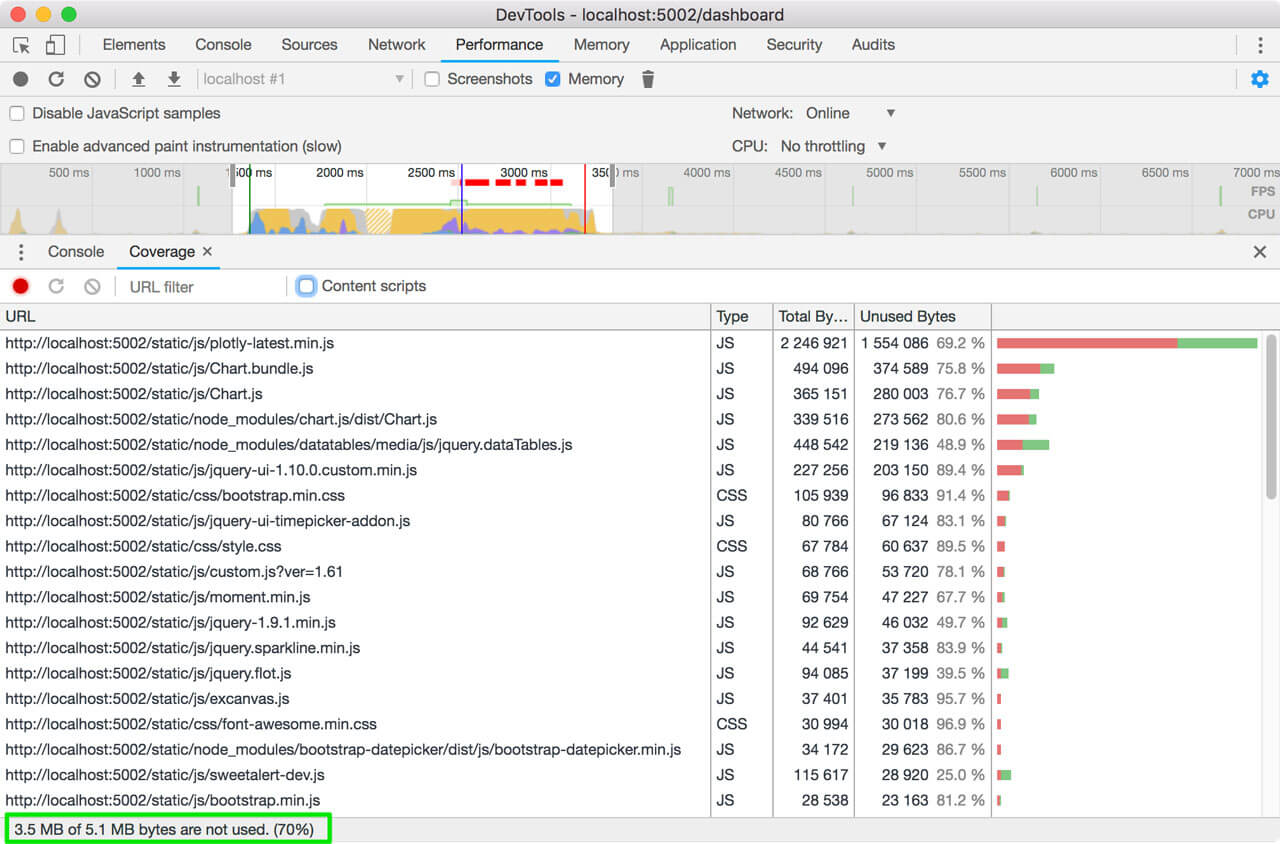 DevTools - localhost:5002/dashboard
Elements Console Sources Network Performance Memory Application Security Audits
localhost #1 Screenshots Memory
Disable JavaScript samples Network: Online
Enable advanced paint instrumentation (slow) CPU: No throttling
500 ms 1000 ms 2000 ms 2500 ms 3000 ms 4000 ms 4500 ms 5000 ms 5500 ms 6000 ms 6500 ms 7000 ms
FPS
CPU
Console Coverage ×
URL filter Content scripts
URL Type Total By… Unused Bytes
http://localhost:5002/static/js/plotly-latest.min.js JS 2 246 921 1 554 086 69.2 %
http://localhost:5002/static/js/Chart.bundle.js JS 494 096 374 589 75.8 %
http://localhost:5002/static/js/Chart.js JS 365 151 280 003 76.7 %
http://localhost:5002/static/node_modules/chart.js/dist/Chart.js JS 339 516 273 562 80.6 %
http://localhost:5002/static/node_modules/datatables/media/js/jquery.dataTables.js JS 448 542 219 136 48.9 %
http://localhost:5002/static/js/jquery-ui-1.10.0.custom.min.js JS 227 256 203 150 89.4 %
http://localhost:5002/static/css/bootstrap.min.css CSS 105 939 96 833 91.4 %
http://localhost:5002/static/js/jquery-ui-timepicker-addon.js JS 80 766 67 124 83.1 %
http://localhost:5002/static/css/style.css CSS 67 784 60 637 89.5 %
http://localhost:5002/static/js/custom.js?ver=1.61 JS 68 766 53 720 78.1 %
http://localhost:5002/static/js/moment.min.js JS 69 754 47 227 67.7 %
http://localhost:5002/static/js/jquery-1.9.1.min.js JS 92 629 46 032 49.7 %
http://localhost:5002/static/js/jquery.sparkline.min.js JS 44 541 37 358 83.9 %
http://localhost:5002/static/js/jquery.flot.js JS 94 085 37 199 39.5 %
http://localhost:5002/static/js/excanvas.js JS 37 401 35 783 95.7 %
http://localhost:5002/static/css/font-awesome.min.css CSS 30 994 30 018 96.9 %
http://localhost:5002/static/node_modules/bootstrap-datepicker/dist/js/bootstrap-datepicker.min.js JS 34 172 29 623 86.7 %
http://localhost:5002/static/js/sweetalert-dev.js JS 115 617 28 920 25.0 %
http://localhost:5002/static/js/bootstrap.min.js JS 28 538 23 163 81.2 %
3.5 MB of 5.1 MB bytes are not used. (70%)